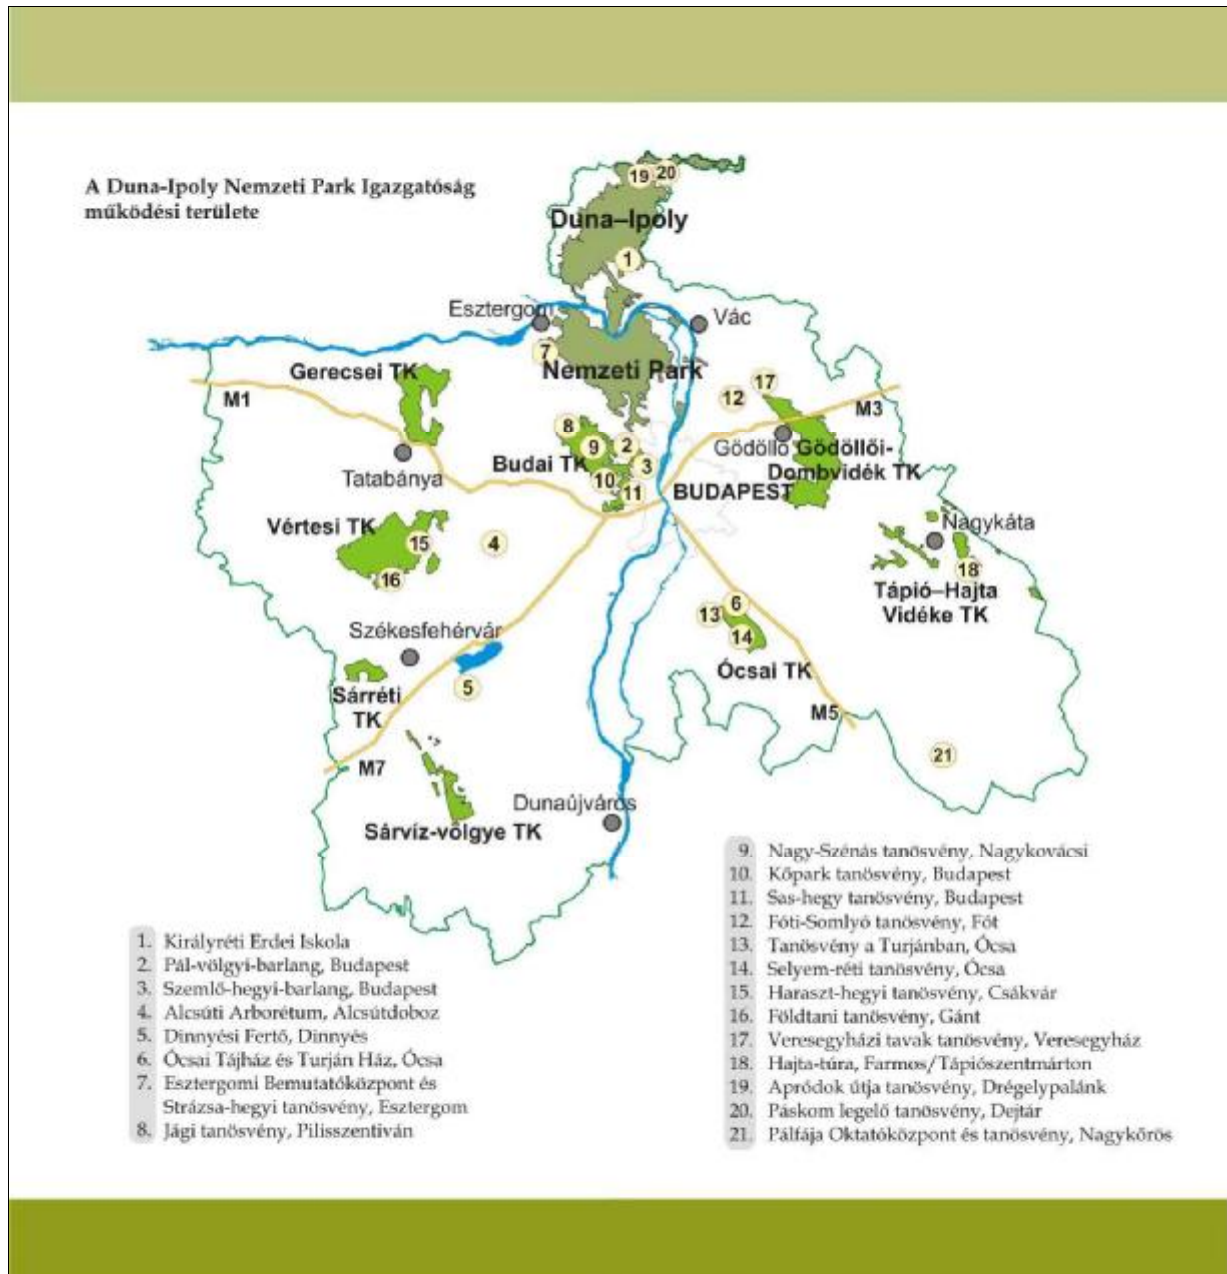 A Duna-Ipoly Nemzeti Park Igazgatóság
működési területe
19
20
Duna–Ipoly
1
Esztergom
Vác
7
Nemzeti Park
Gerecsei TK
17
12
M1
M3
8
9
2
3
Gödöllő
Gödöllői-
Dombvidék TK
Budai TK
10
11
Tatabánya
BUDAPEST
Vértesi TK
15
4
16
Nagykáta
18
Tápió–Hajta
Vidéke TK
6
13
14
Székesfehérvár
Ócsai TK
5
Sárréti
TK
M5
M7
21
Dunaújváros
Sárvíz-völgye TK
1. Királyréti Erdei Iskola
2. Pál-völgyi-barlang, Budapest
3. Szemlő-hegyi-barlang, Budapest
4. Alcsúti Arborétum, Alcsútdoboz
5. Dinnyési Fertő, Dinnyés
6. Ócsai Tájház és Turján Ház, Ócsa
7. Esztergomi Bemutatóközpont és
Strázsa-hegyi tanösvény, Esztergom
8. Jági tanösvény, Pilisszentiván
9. Nagy-Szénás tanösvény, Nagykovácsi
10. Kőpark tanösvény, Budapest
11. Sas-hegy tanösvény, Budapest
12. Fóti-Somlyó tanösvény, Fót
13. Tanösvény a Turjánban, Ócsa
14. Selyem-réti tanösvény, Ócsa
15. Haraszt-hegyi tanösvény, Csákvár
16. Földtani tanösvény, Gánt
17. Veresegyházi tavak tanösvény, Veresegyház
18. Hajta-túra, Farmos/Tápiószentmárton
19. Apródok útja tanösvény, Drégelypalánk
20. Páskom legelő tanösvény, Dejtár
21. Pálfája Oktatóközpont és tanösvény, Nagykőrös